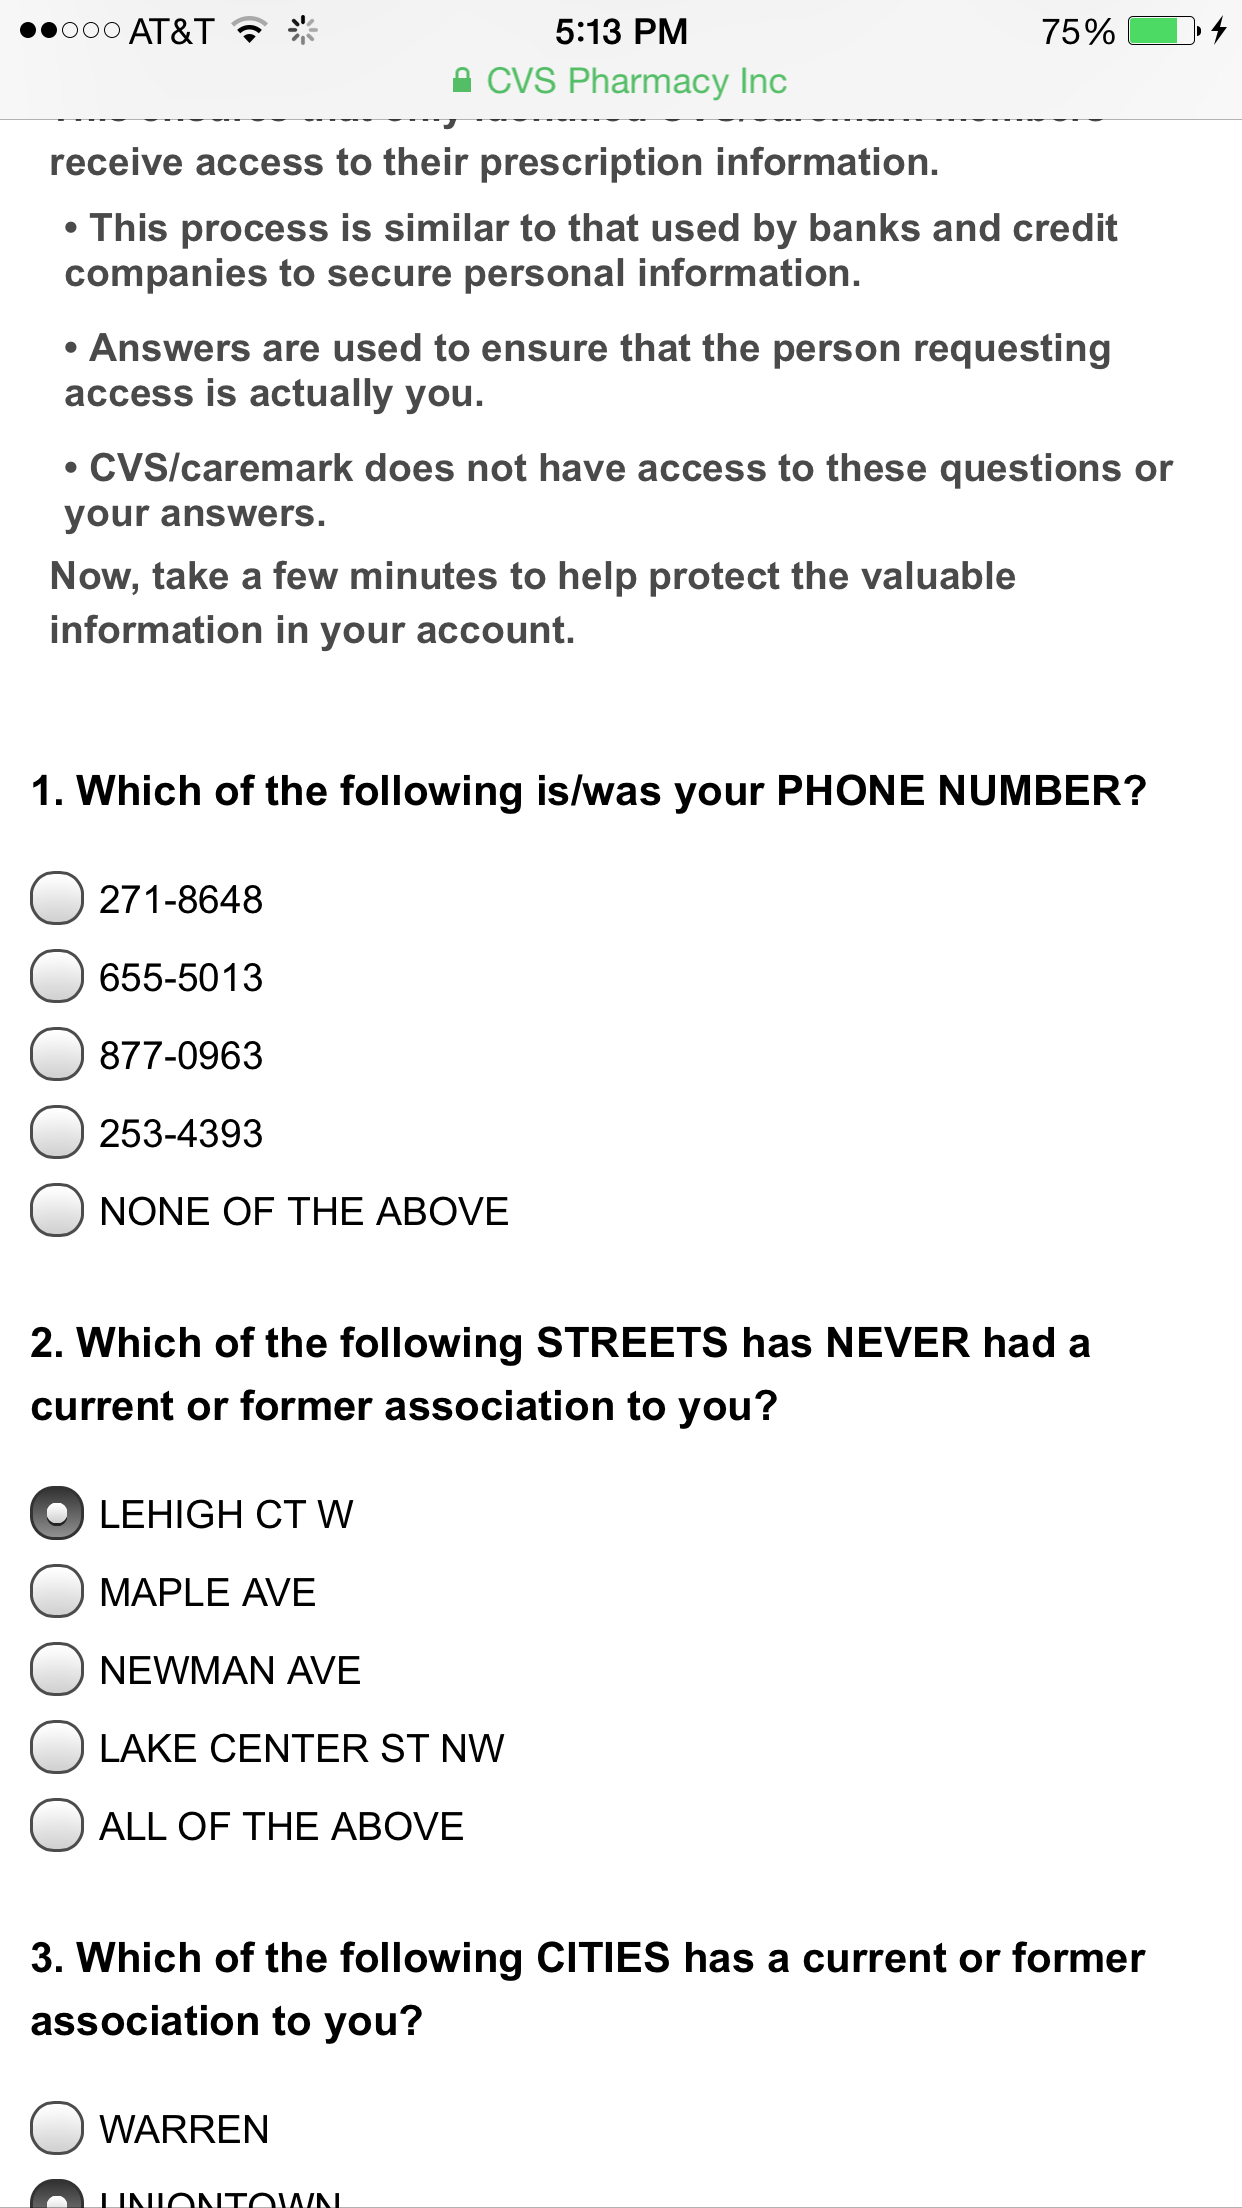 AT&T 5:13 PM 75%
CVS Pharmacy Inc
receive access to their prescription information.
• This process is similar to that used by banks and credit
companies to secure personal information.
• Answers are used to ensure that the person requesting
access is actually you.
• CVS/caremark does not have access to these questions or
your answers.
Now, take a few minutes to help protect the valuable
information in your account.
1. Which of the following is/was your PHONE NUMBER?
271-8648
655-5013
877-0963
253-4393
NONE OF THE ABOVE
2. Which of the following STREETS has NEVER had a
current or former association to you?
LEHIGH CT W
MAPLE AVE
NEWMAN AVE
LAKE CENTER ST NW
ALL OF THE ABOVE
3. Which of the following CITIES has a current or former
association to you?
WARREN
UNIONTOWN